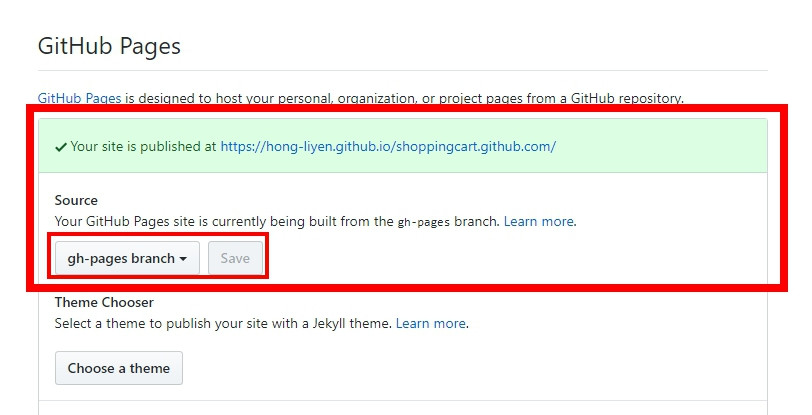 GitHub Pages
GitHub Pages is designed to host your personal, organization, or project pages from a GitHub repository.
Your site is published at https://hong-liyen.github.io/shoppingcart.github.com/
Source
Your GitHub Pages site is currently being built from the gh-pages branch. Learn more.
gh-pages branch Save
Theme Chooser
Select a theme to publish your site with a Jekyll theme. Learn more.
Choose a theme